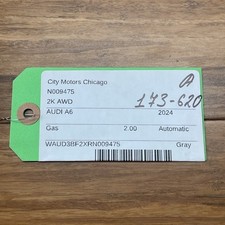 City Motors Chicago
N009475
2K AWD
AUDI A6
A
173-620
2024
Gas 2.00 Automatic
WAUD3BF2XRN009475
Gray